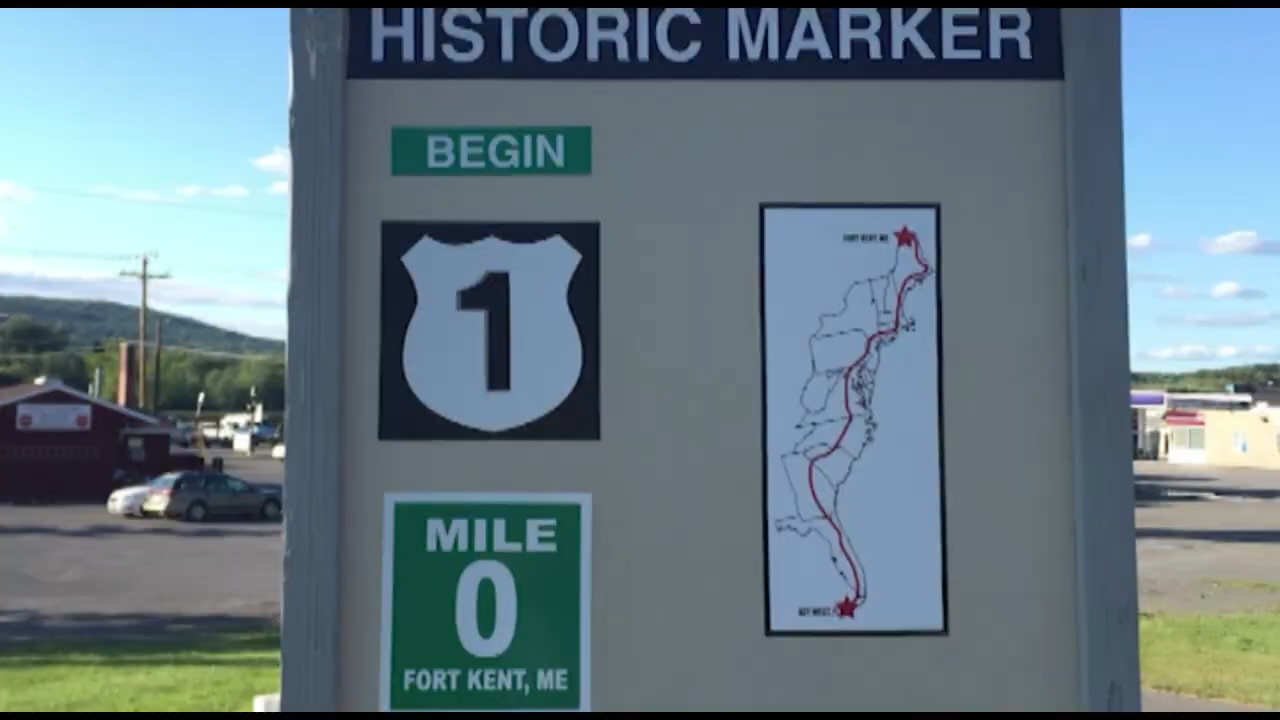 HISTORIC MARKER
BEGIN
1
MILE
0
FORT KENT, ME
FORT KENT, ME
KEY WEST, F